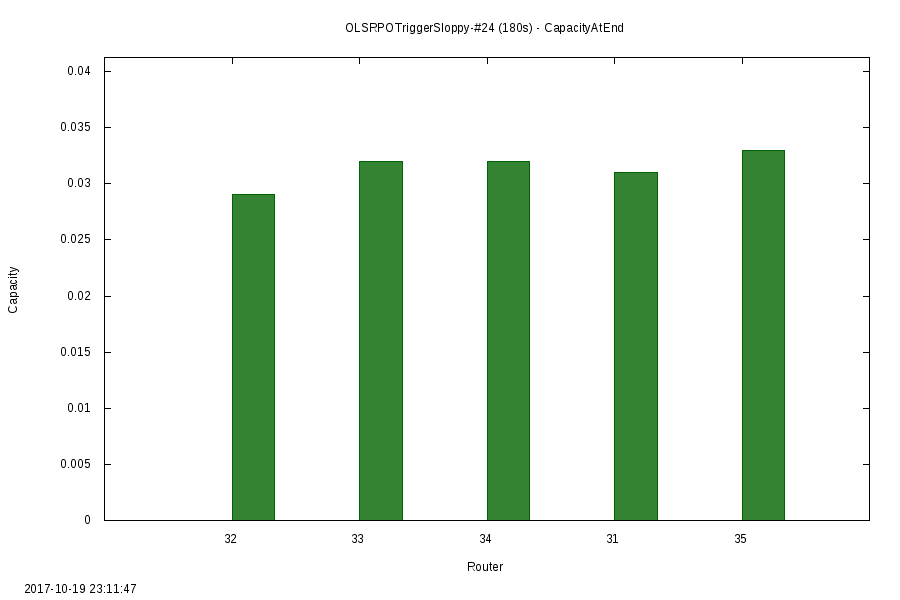 OLSRPOTriggerSloppy-#24 (180s) - CapacityAtEnd
0.04
0.035
0.03
0.025
0.02
0.015
0.01
0.005
0
Capacity
32 33 34 31 35
Router
2017-10-19 23:11:47